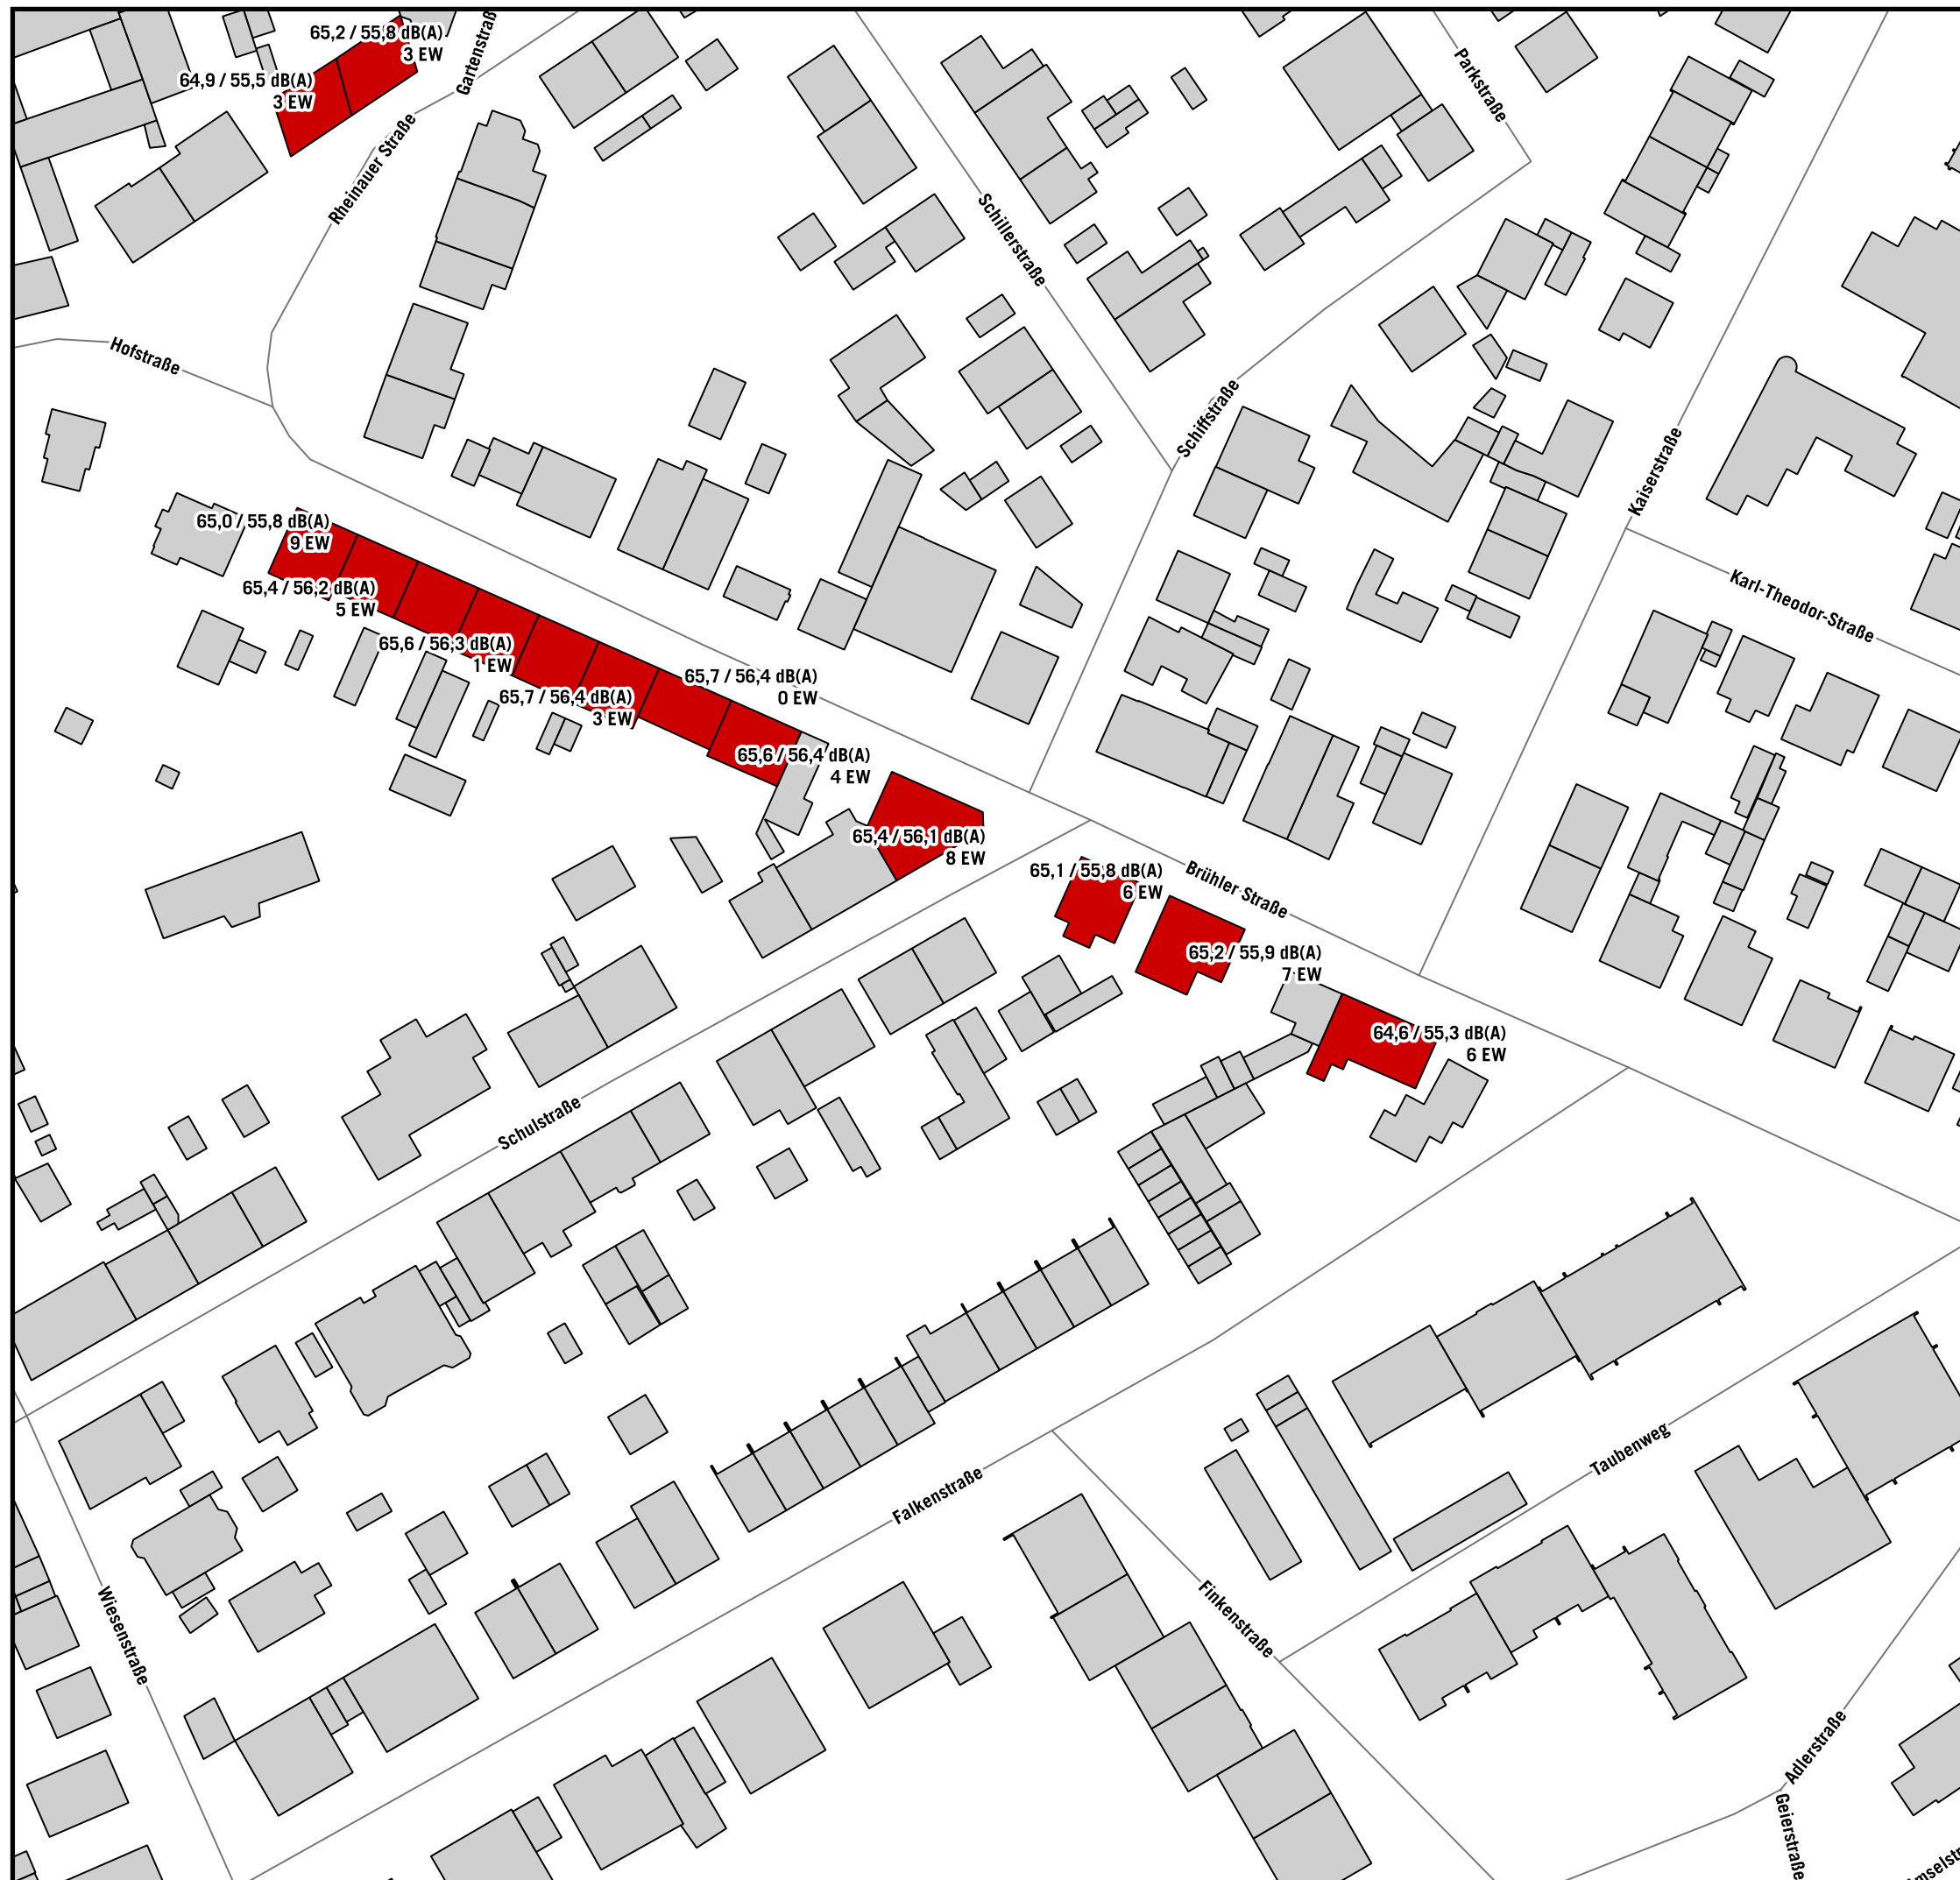 65,2 / 55,8 dB(A)
3 EW
64,9 / 55,5 dB(A)
3 EW
Gartenstraß
Rheinauer Straße
Parkstraße
Schillerstraße
Hofstraße
Schiffstraße
Kaiserstraße
65,0 / 55,8 dB(A)
9 EW
65,4 / 56,2 dB(A)
5 EW
Karl-Theodor-Straße
65,6 / 56,3 dB(A)
1 EW
65,7 / 56,4 dB(A)
0 EW
65,7 / 56,4 dB(A)
3 EW
65,6 / 56,4 dB(A)
4 EW
65,4 / 56,1 dB(A)
8 EW
65,1 / 55,8 dB(A)
6 EW
Brühler Straße
65,2 / 55,9 dB(A)
7 EW
64,6 / 55,3 dB(A)
6 EW
Schulstraße
Taubenweg
Falkenstraße
Finkenstraße
Wiesenstraße
Adlerstraße
Geierstraße
mselstr